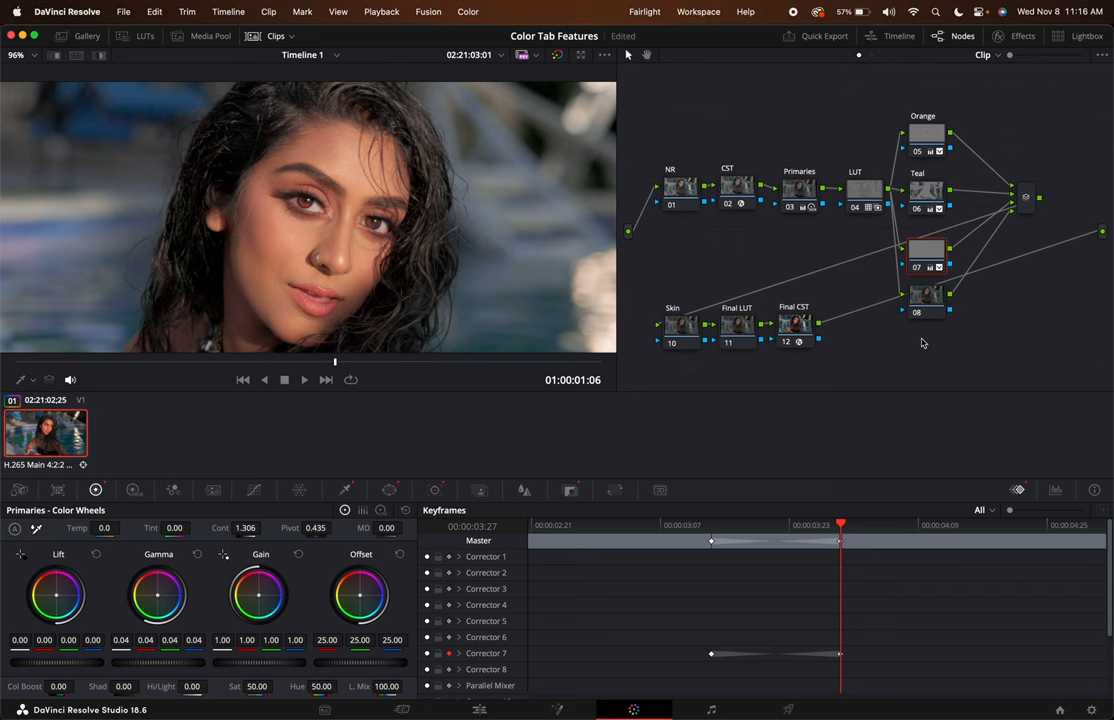 DaVinci Resolve File Edit Trim Timeline Clip Mark View Playback Fusion Color Fairlight Workspace Help 57% Wed Nov 8 11:16 AM
Gallery LUTs Media Pool Clips Color Tab Features Edited Quick Export Timeline Nodes Effects Lightbox
96% Timeline 1 02:21:03:01 Clip
Orange
05
NR CST Primaries LUT Teal
01 02 03 04 06
07
Skin Final LUT Final CST
08
10 11 12
01:00:01:06
01 02:21:02;25 V1
H.265 Main 4:2:2 ...
Primaries - Color Wheels Keyframes All
Temp 0.0 Tint 0.00 Cont 1.306 Pivot 0.435 MD 0.00
00:00:03:27 00:00:02:21 00:00:03:07 00:00:03:23 00:00:04:09 00:00:04:25
Master
Lift Gamma Gain Offset
Corrector 1
Corrector 2
Corrector 3
Corrector 4
Corrector 5
Corrector 6
0.00 0.00 0.00 0.00 0.04 0.04 0.04 0.04 1.00 1.00 1.00 1.00 25.00 25.00 25.00
Corrector 7
Corrector 8
Col Boost 0.00 Shad 0.00 Hi/Light 0.00 Sat 50.00 Hue 50.00 L. Mix 100.00
Parallel Mixer
DaVinci Resolve Studio 18.6